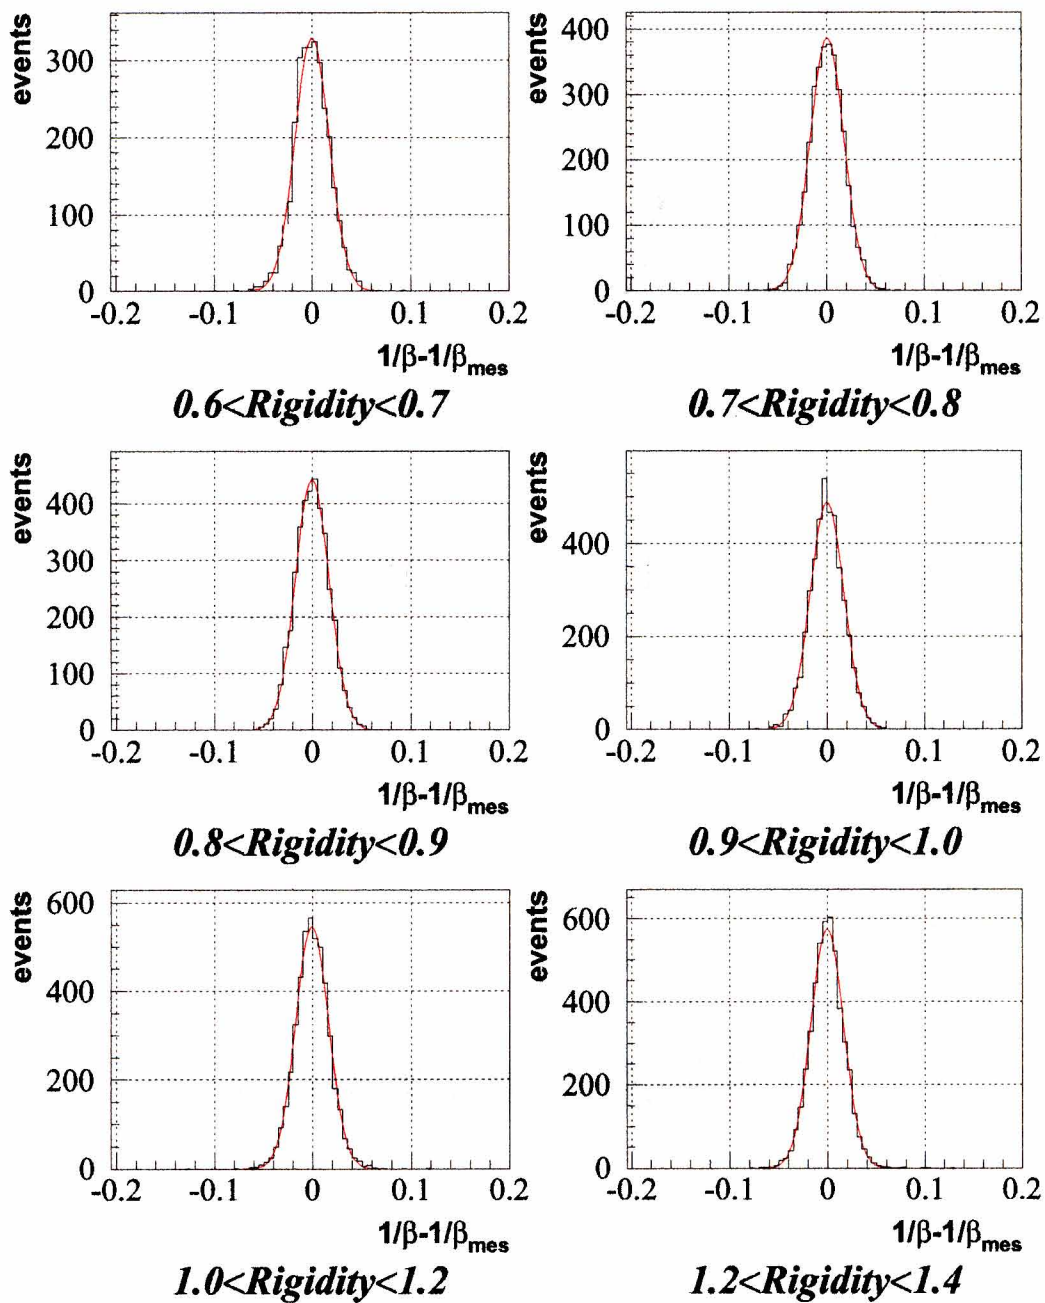 events
300
200
100
0
-0.2 -0.1 0 0.1 0.2
1/β-1/βmes
0.6<Rigidity<0.7
events
400
300
200
100
0
-0.2 -0.1 0 0.1 0.2
1/β-1/βmes
0.7<Rigidity<0.8
events
400
300
200
100
0
-0.2 -0.1 0 0.1 0.2
1/β-1/βmes
0.8<Rigidity<0.9
events
400
200
0
-0.2 -0.1 0 0.1 0.2
1/β-1/βmes
0.9<Rigidity<1.0
events
600
400
200
0
-0.2 -0.1 0 0.1 0.2
1/β-1/βmes
1.0<Rigidity<1.2
events
600
400
200
0
-0.2 -0.1 0 0.1 0.2
1/β-1/βmes
1.2<Rigidity<1.4